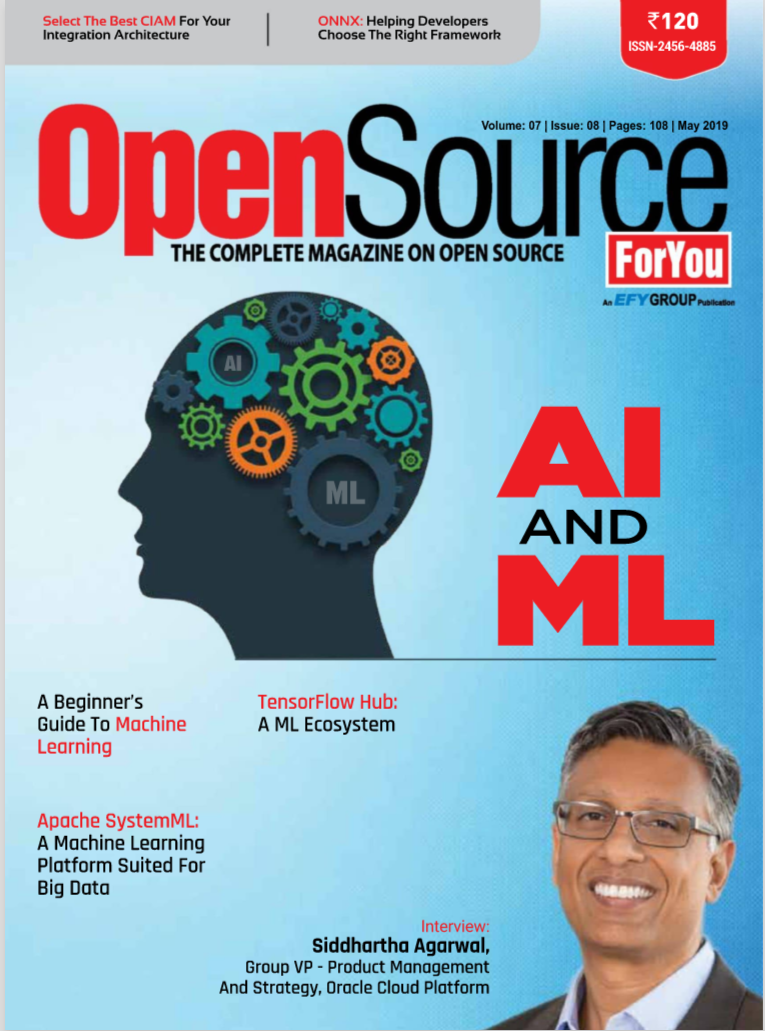 Select The Best CIAM For Your
Integration Architecture
ONNX: Helping Developers
Choose The Right Framework
₹120
ISSN-2456-4885
Volume: 07 | Issue: 08 | Pages: 108 | May 2019
OpenSource
THE COMPLETE MAGAZINE ON OPEN SOURCE
ForYou
An EFY GROUP Publication
AI
ML
AI
AND
ML
A Beginner's
Guide To Machine
Learning
TensorFlow Hub:
A ML Ecosystem
Apache SystemML:
A Machine Learning
Platform Suited For
Big Data
Interview:
Siddhartha Agarwal,
Group VP - Product Management
And Strategy, Oracle Cloud Platform